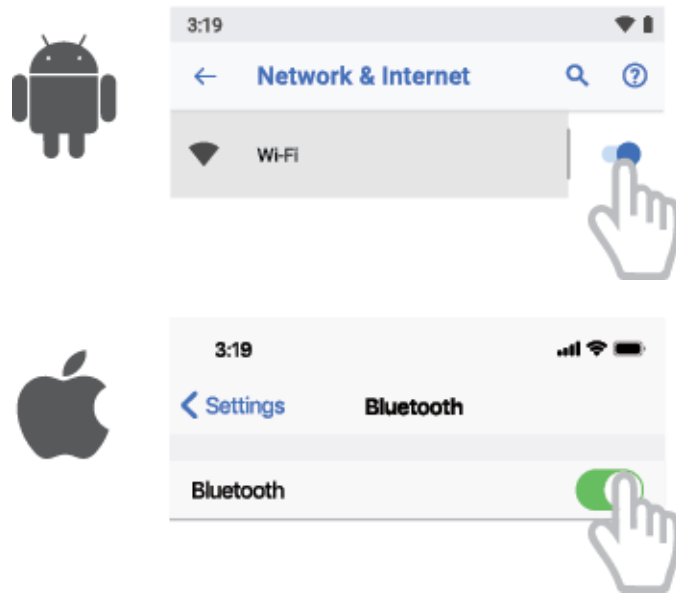 3:19
Network & Internet
Wi-Fi
3:19
Settings Bluetooth
Bluetooth